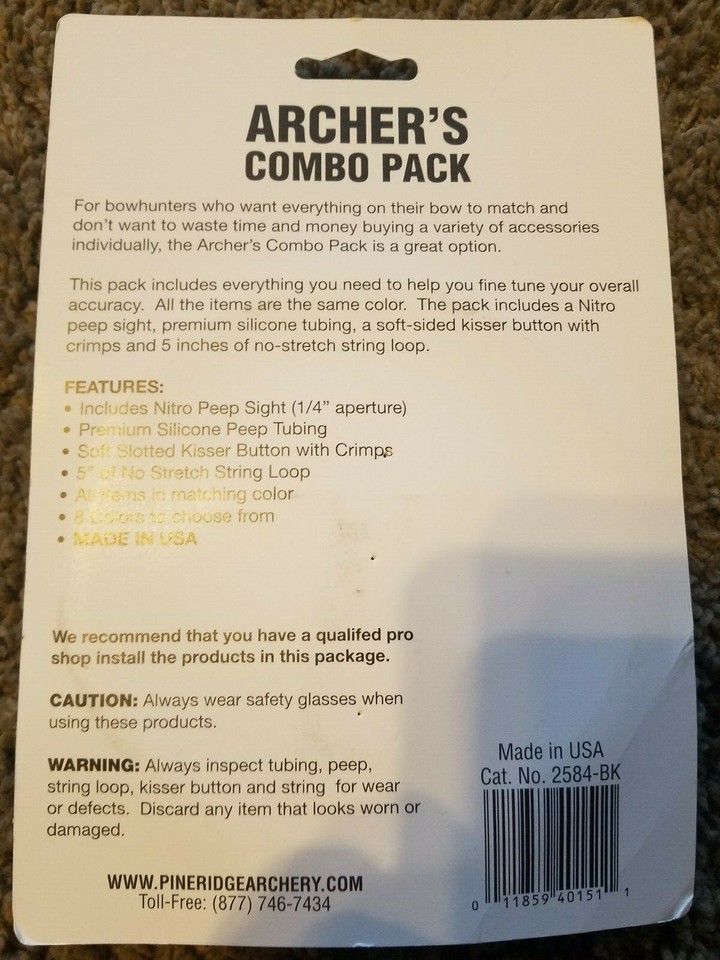 ARCHER'S
COMBO PACK
For bowhunters who want everything on their bow to match and
don't want to waste time and money buying a variety of accessories
individually, the Archer's Combo Pack is a great option.
This pack includes everything you need to help you fine tune your overall
accuracy. All the items are the same color. The pack includes a Nitro
peep sight, premium silicone tubing, a soft-sided kisser button with
crimps and 5 inches of no-stretch string loop.
FEATURES:
• Includes Nitro Peep Sight (1/4" aperture)
• Premium Silicone Peep Tubing
• Soft Slotted Kisser Button with Crimps
• 5" of No Stretch String Loop
• All items in matching color
• 8 Colors to choose from
• MADE IN USA
We recommend that you have a qualifed pro
shop install the products in this package.
CAUTION: Always wear safety glasses when
using these products.
WARNING: Always inspect tubing, peep,
string loop, kisser button and string for wear
or defects. Discard any item that looks worn or
damaged.
WWW.PINERIDGEARCHERY.COM
Toll-Free: (877) 746-7434
Made in USA
Cat. No. 2584-BK
0 11859 40151 1